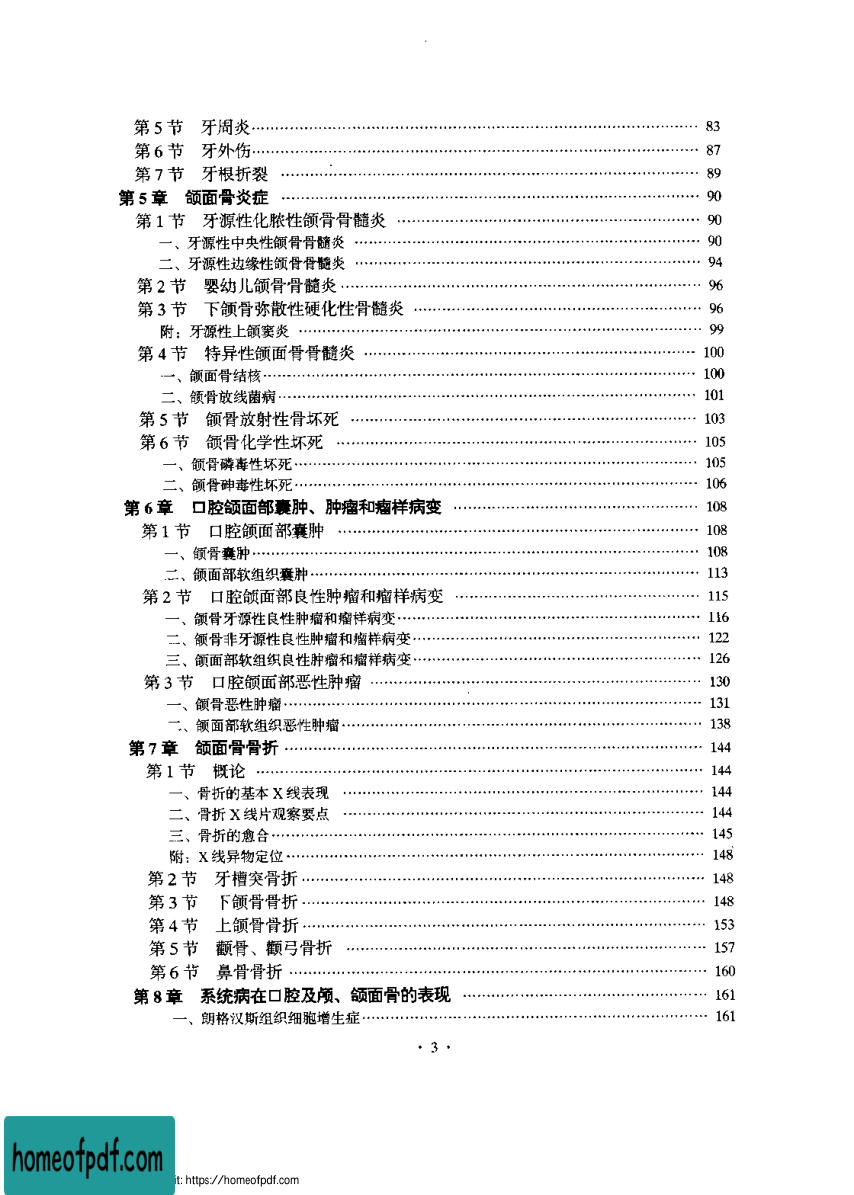 第5节 牙周炎 …… 83
第6节 牙外伤 …… 87
第7节 牙根折裂 …… 89
第5章 颌面骨炎症 …… 90
第1节 牙源性化脓性颌骨骨髓炎 …… 90
一、牙源性中央性颌骨骨髓炎 …… 90
二、牙源性边缘性颌骨骨髓炎 …… 94
第2节 婴幼儿颌骨骨髓炎 …… 96
第3节 下颌骨弥散性硬化性骨髓炎 …… 96
附：牙源性上颌窦炎 …… 99
第4节 特异性颌面骨骨髓炎 …… 100
一、颌面骨结核 …… 100
二、颌骨放线菌病 …… 101
第5节 颌骨放射性骨坏死 …… 103
第6节 颌骨化学性坏死 …… 105
一、颌骨磷毒性坏死 …… 105
二、颌骨砷毒性坏死 …… 106
第6章 口腔颌面部囊肿、肿瘤和瘤样病变 …… 108
第1节 口腔颌面部囊肿 …… 108
一、颌骨囊肿 …… 108
二、颌面部软组织囊肿 …… 113
第2节 口腔颌面部良性肿瘤和瘤样病变 …… 115
一、颌骨牙源性良性肿瘤和瘤样病变 …… 116
二、颌骨非牙源性良性肿瘤和瘤样病变 …… 122
三、颌面部软组织良性肿瘤和瘤样病变 …… 126
第3节 口腔颌面部恶性肿瘤 …… 130
一、颌骨恶性肿瘤 …… 131
二、颌面部软组织恶性肿瘤 …… 138
第7章 颌面骨骨折 …… 144
第1节 概论 …… 144
一、骨折的基本X线表现 …… 144
二、骨折X线片观察要点 …… 144
三、骨折的愈合 …… 145
附：X线异物定位 …… 148
第2节 牙槽突骨折 …… 148
第3节 下颌骨骨折 …… 148
第4节 上颌骨骨折 …… 153
第5节 颧骨、颧弓骨折 …… 157
第6节 鼻骨骨折 …… 160
第8章 系统病在口腔及颅、颌面骨的表现 …… 161
一、朗格汉斯组织细胞增生症 …… 161
· 3 ·
homeofpdf.com
it: https://homeofpdf.com